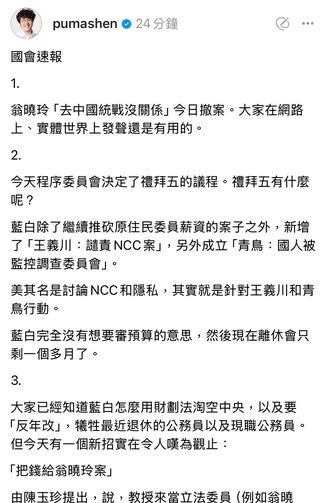 pumashen 24分鐘
國會速報
1.
翁曉玲「去中國統戰沒關係」今日撤案。大家在網路
上、實體世界上發聲還是有用的。
2.
今天程序委員會決定了禮拜五的議程。禮拜五有什麼
呢？
藍白除了繼續推砍原住民委員薪資的案子之外，新增
了「王義川：譴責NCC案」，另外成立「青鳥：國人被
監控調查委員會」。
美其名是討論NCC和隱私，其實就是針對王義川和青
鳥行動。
藍白完全沒有想要審預算的意思，然後現在離休會只
剩一個多月了。
3.
大家已經知道藍白怎麼用財劃法淘空中央，以及要
「反年改」，犧牲最近退休的公務員以及現職公務員。
但今天有一個新招實在令人嘆為觀止：
「把錢給翁曉玲案」
由陳玉珍提出，說，教授來當立法委員（例如翁曉